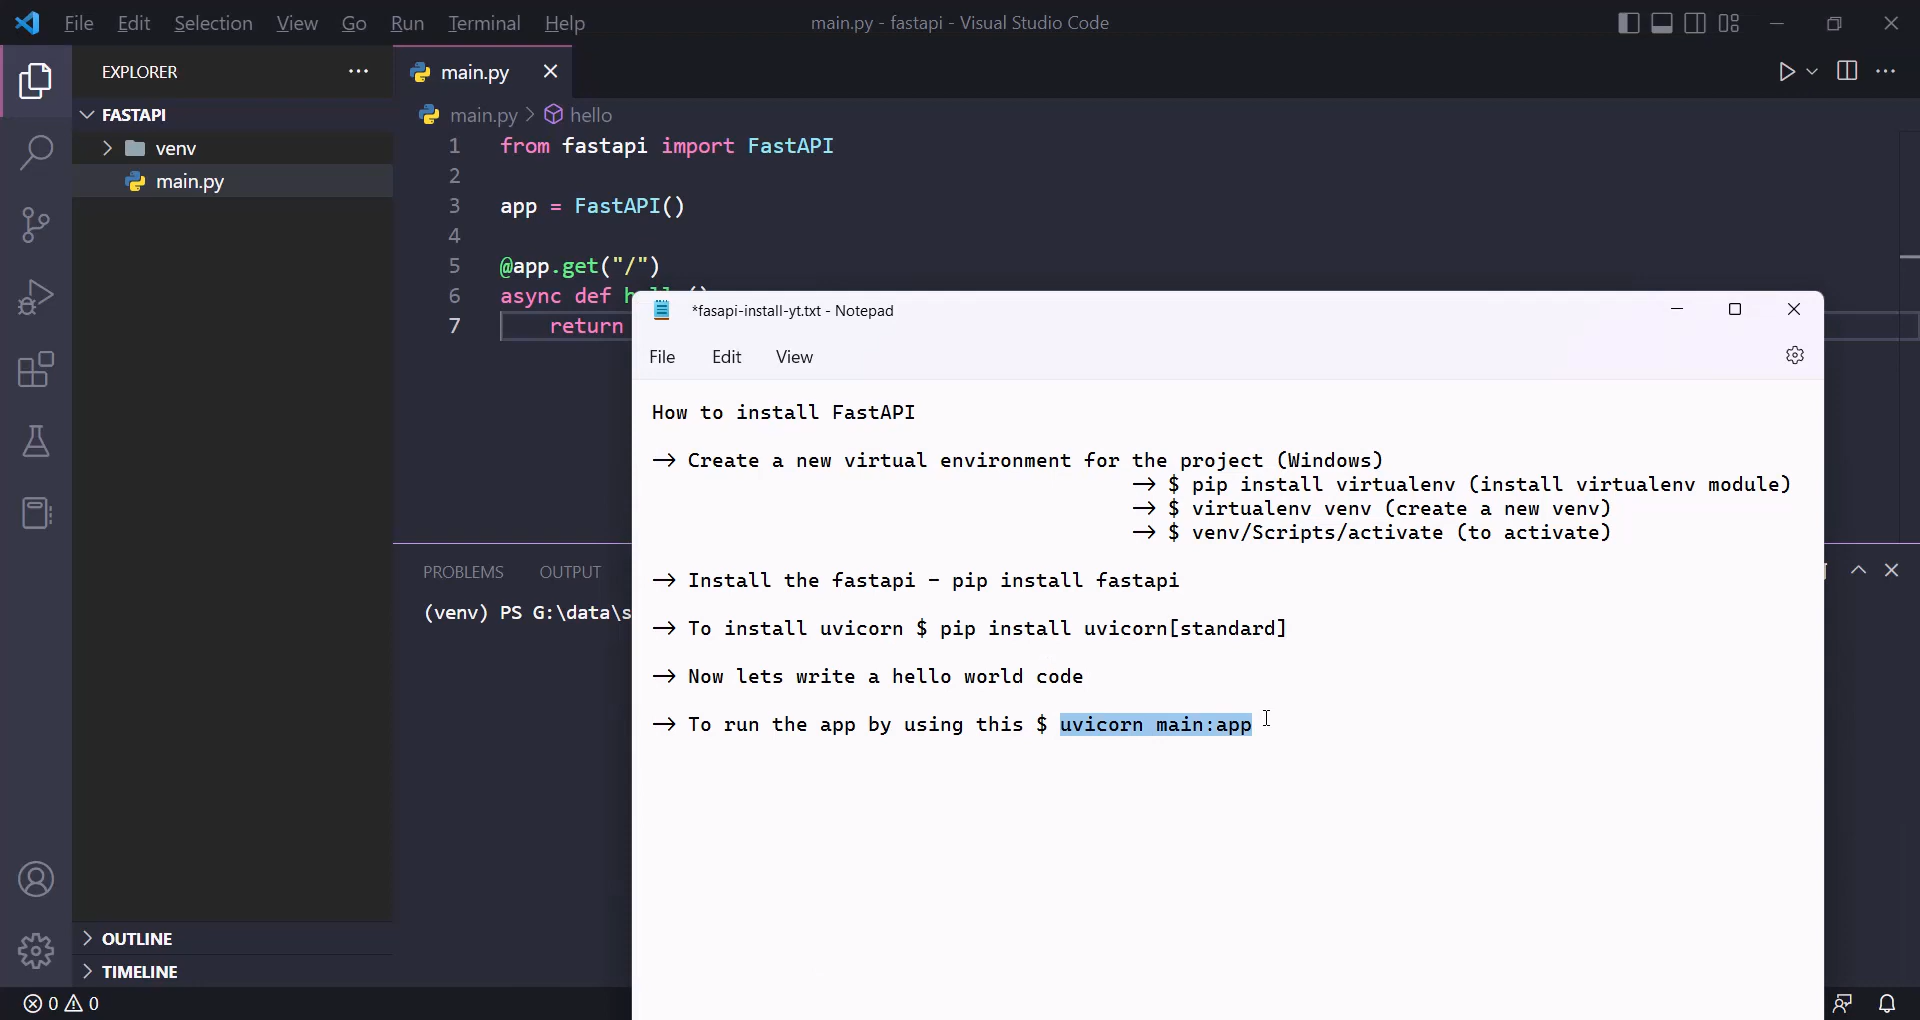 File Edit Selection View Go Run Terminal Help main.py - fastapi - Visual Studio Code
EXPLORER
main.py
FASTAPI
venv
main.py
main.py > hello
1 from fastapi import FastAPI
2
3 app = FastAPI()
4
5 @app.get("/")
6 async def
7 return
*fasapi-install-yt.txt - Notepad
File Edit View
How to install FastAPI
--> Create a new virtual environment for the project (Windows)
--> $ pip install virtualenv (install virtualenv module)
--> $ virtualenv venv (create a new venv)
--> $ venv/Scripts/activate (to activate)
--> Install the fastapi - pip install fastapi
--> To install uvicorn $ pip install uvicorn[standard]
--> Now lets write a hello world code
--> To run the app by using this $ uvicorn main:app
PROBLEMS OUTPUT
(venv) PS G:\data\s
OUTLINE
TIMELINE
0 0